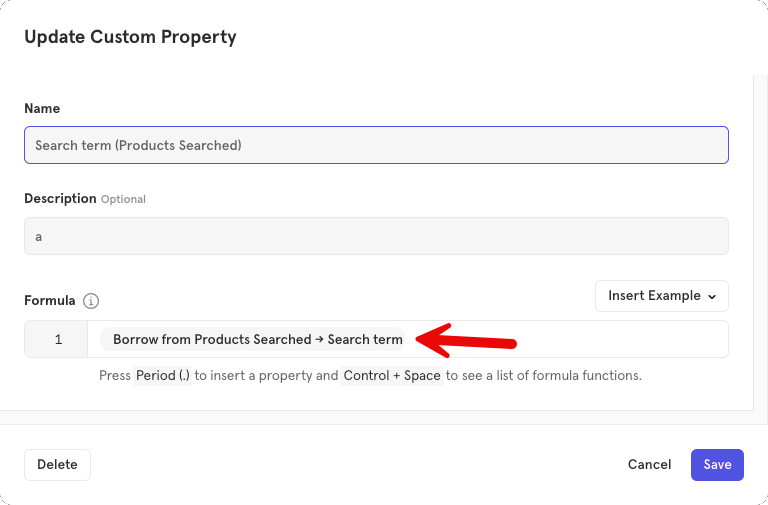 Update Custom Property
Name
Search term (Products Searched)
Description Optional
a
Formula i
Insert Example
1 Borrow from Products Searched → Search term
Press Period (.) to insert a property and Control + Space to see a list of formula functions.
Delete
Cancel
Save